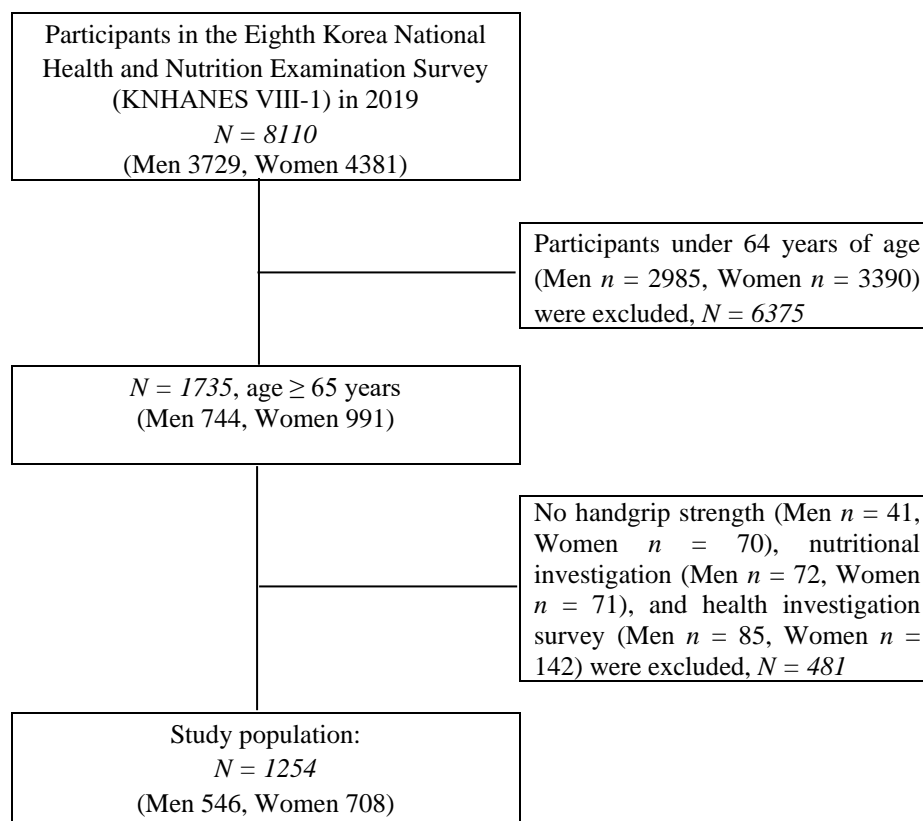 Participants in the Eighth Korea National
Health and Nutrition Examination Survey
(KNHANES VIII-1) in 2019
N = 8110
(Men 3729, Women 4381)
Participants under 64 years of age
(Men n = 2985, Women n = 3390)
were excluded, N = 6375
N = 1735, age ≥ 65 years
(Men 744, Women 991)
No handgrip strength (Men n = 41,
Women n = 70), nutritional
investigation (Men n = 72, Women
n = 71), and health investigation
survey (Men n = 85, Women n =
142) were excluded, N = 481
Study population:
N = 1254
(Men 546, Women 708)